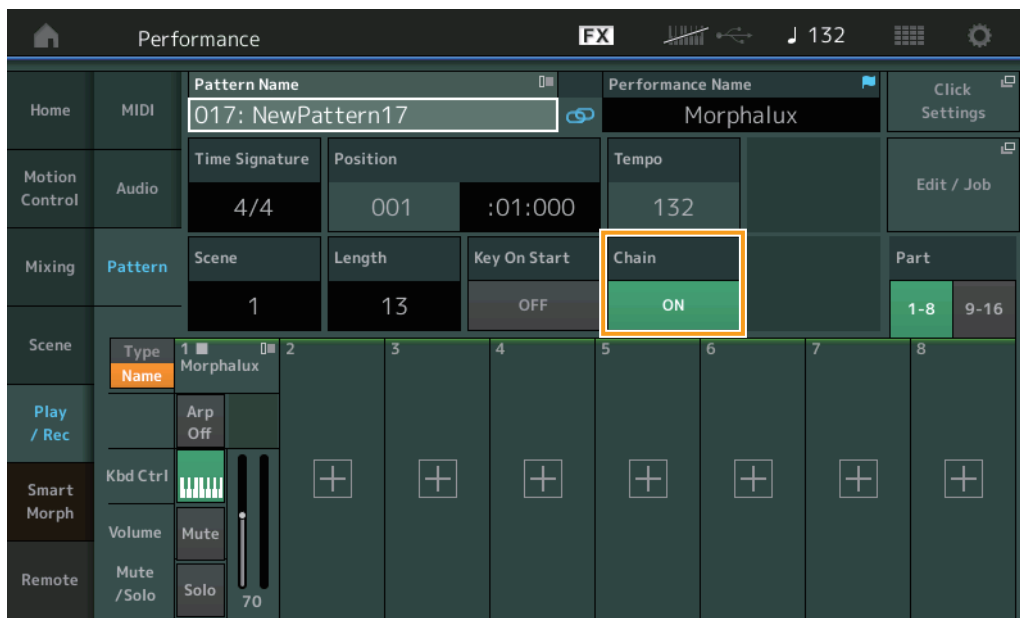 Performance
FX
132
Home
Motion
Control
Mixing
Scene
Play
/ Rec
Smart
Morph
Remote
MIDI
Audio
Pattern
Pattern Name
017: NewPattern17
Performance Name
Morphalux
Click
Settings
Time Signature
4/4
Position
001
:01:000
Tempo
132
Edit / Job
Scene
1
Length
13
Key On Start
OFF
Chain
ON
Part
1-8
9-16
Type
Name
1
Morphalux
2
3
4
5
6
7
8
Arp
Off
Kbd Ctrl
Volume
Mute
Mute
/Solo
Solo
70